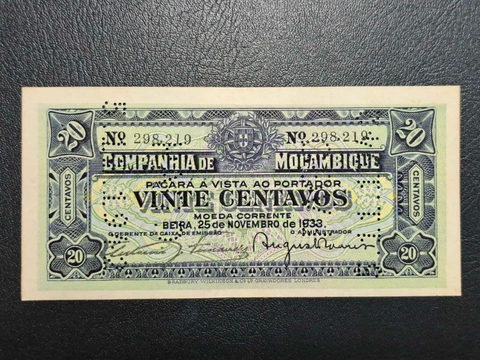 20 20
Nº 298,219 Nº 298,219
COMPANHIA DE MOÇAMBIQUE
PAGARÁ À VISTA AO PORTADOR
VINTE CENTAVOS
MOEDA CORRENTE
BEIRA, 25 DE NOVEMBRO DE 1933
O GERENTE DA CAIXA DE EMISSÃO O ADMINISTRADOR
CENTAVOS CENTAVOS
20 20
BRADBURY, WILKINSON & Cº Lº GRAVADORES LONDRES